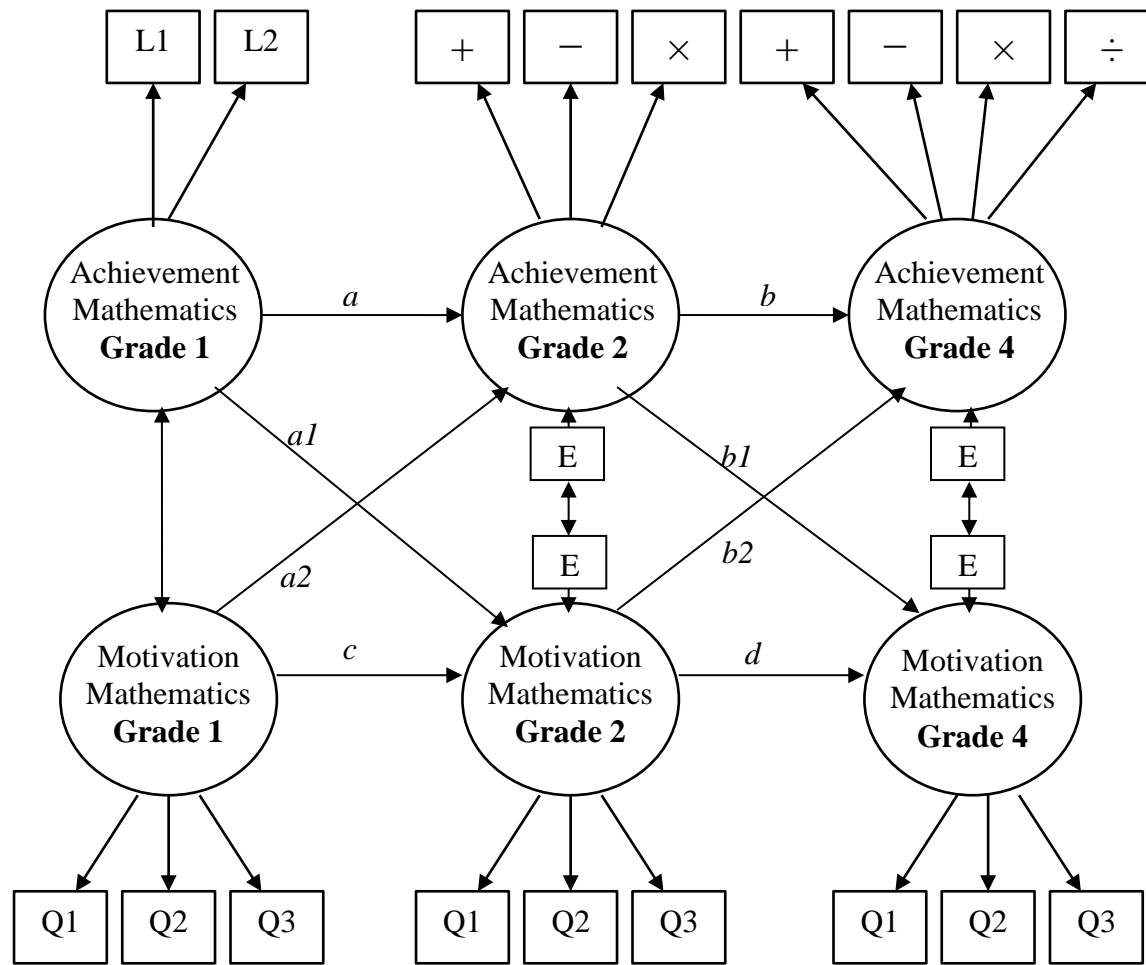 L1 L2 + − × + − × ÷
Achievement
Mathematics
Grade 1
a
Achievement
Mathematics
Grade 2
b
Achievement
Mathematics
Grade 4
a1
E
b1
E
a2
E
b2
E
Motivation
Mathematics
Grade 1
c
Motivation
Mathematics
Grade 2
d
Motivation
Mathematics
Grade 4
Q1 Q2 Q3 Q1 Q2 Q3 Q1 Q2 Q3